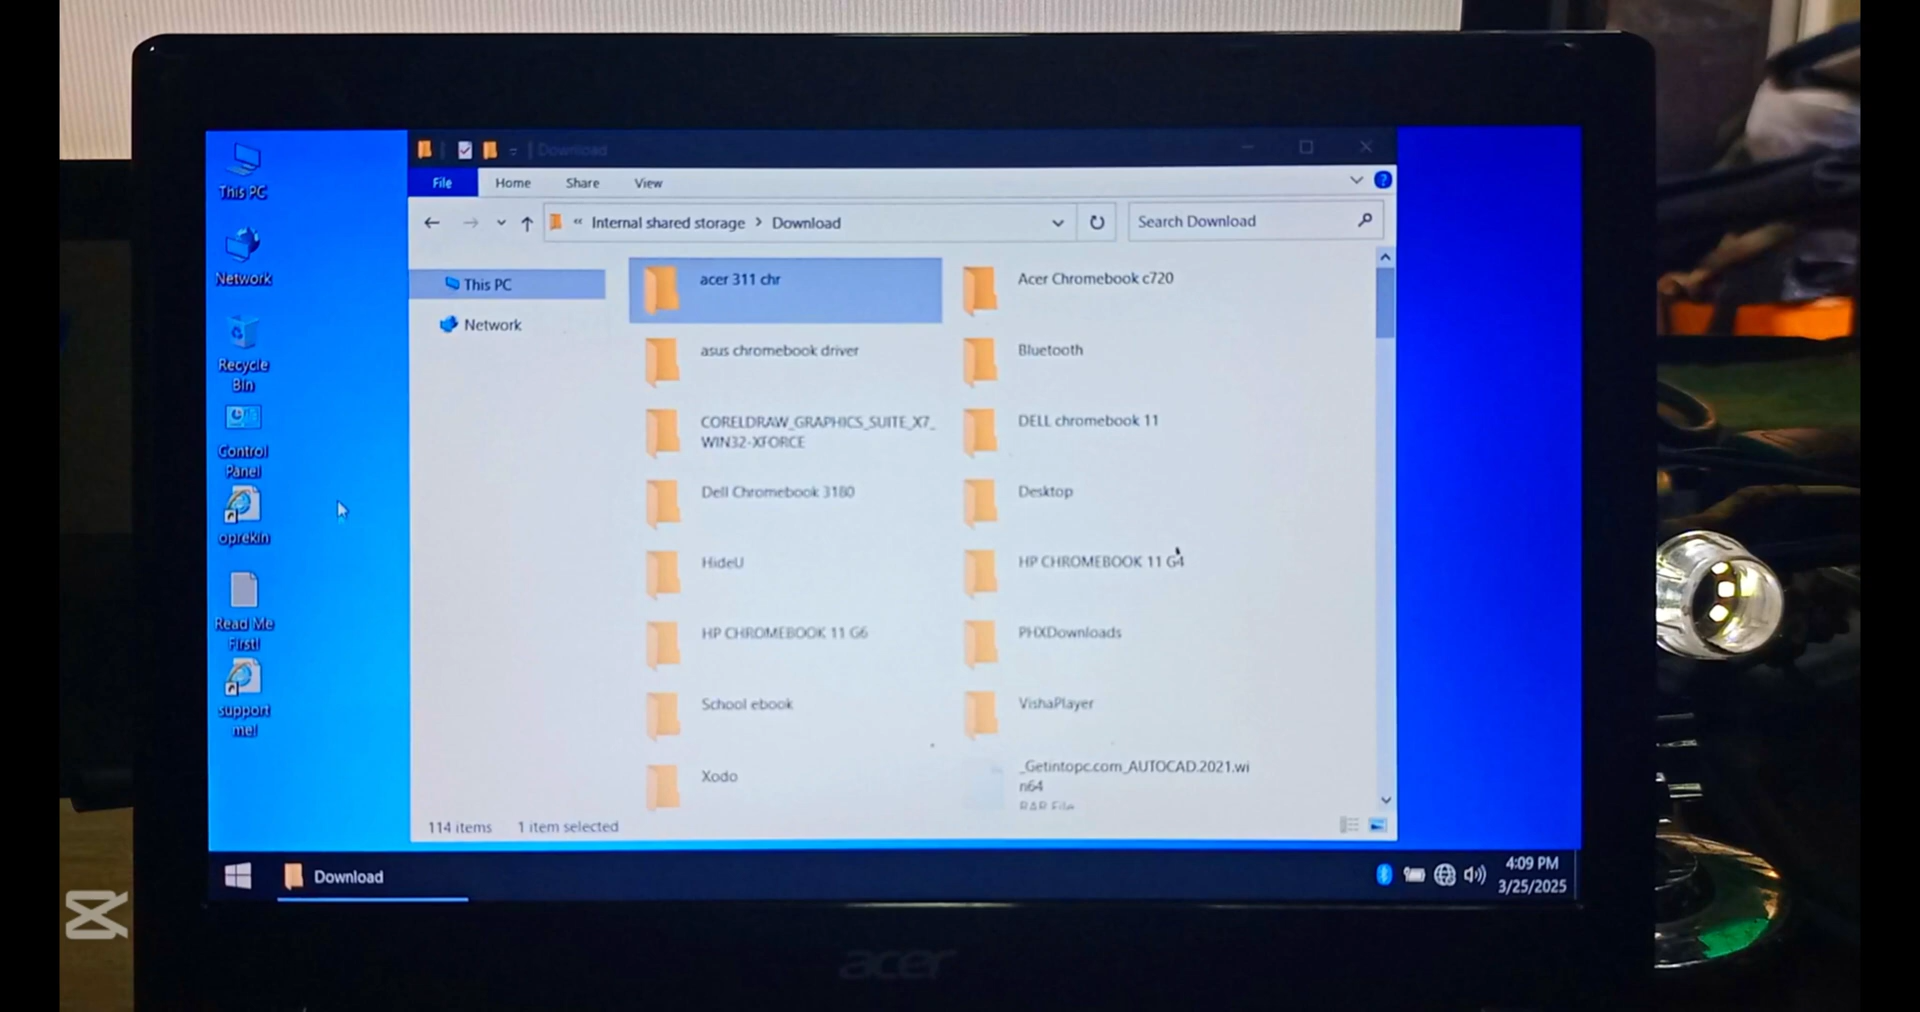 This PC
Network
Recycle
Bin
Control
Panel
oprekin
Read Me
First!
support
me!
Download
File
Home
Share
View
« Internal shared storage > Download
Search Download
This PC
Network
acer 311 chr
Acer Chromebook c720
asus chromebook driver
Bluetooth
CORELDRAW_GRAPHICS_SUITE_X7_
WIN32-XFORCE
DELL chromebook 11
Dell Chromebook 3180
Desktop
HideU
HP CHROMEBOOK 11 G4
HP CHROMEBOOK 11 G6
PHXDownloads
School ebook
VishaPlayer
Xodo
_Getintopc.com_AUTOCAD.2021.wi
n64
RAR File
114 items
1 item selected
Download
4:09 PM
3/25/2025
acer